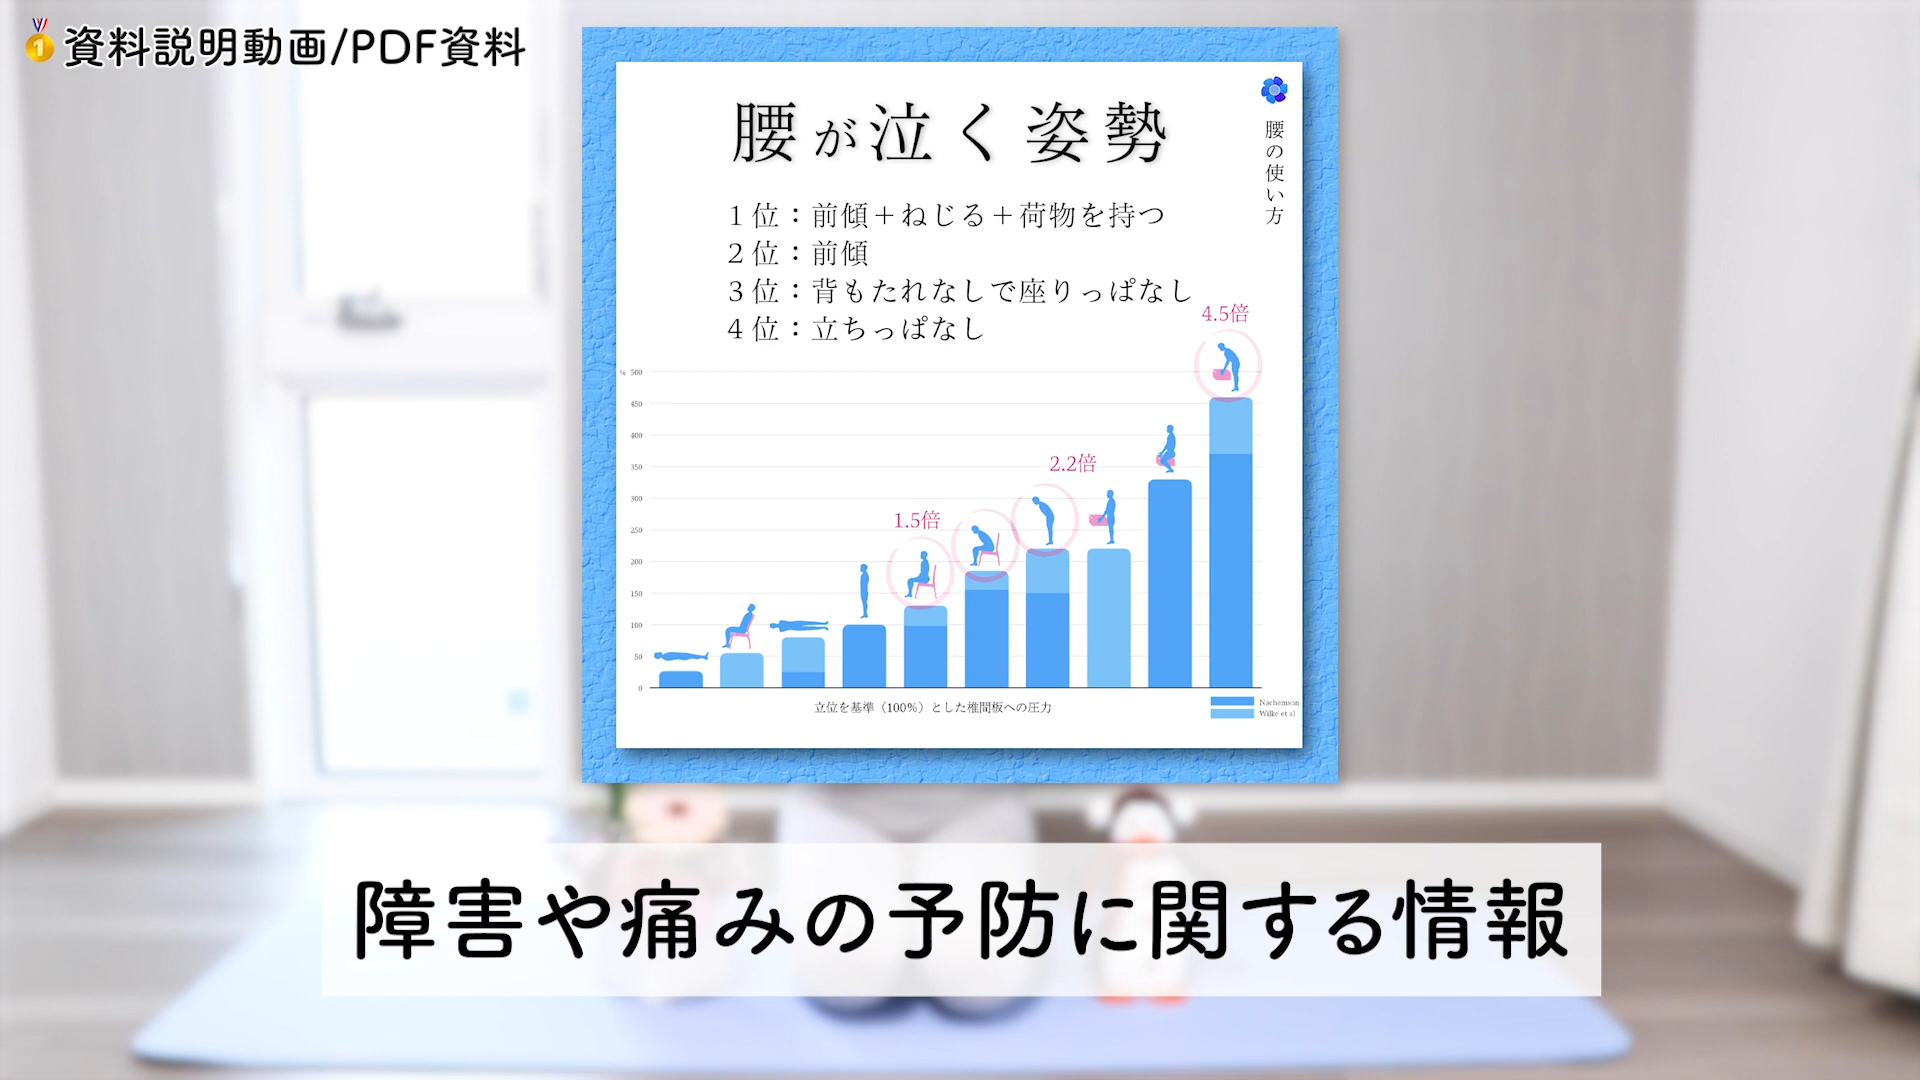 資料説明動画/PDF資料
腰が泣く姿勢
腰の使い方
1位：前傾＋ねじる＋荷物を持つ
2位：前傾
3位：背もたれなしで座りっぱなし
4位：立ちっぱなし
4.5倍
2.2倍
1.5倍
% 500
450
400
350
300
250
200
150
100
50
0
立位を基準（100%）とした椎間板への圧力
Nachemson
Wilke et al
障害や痛みの予防に関する情報